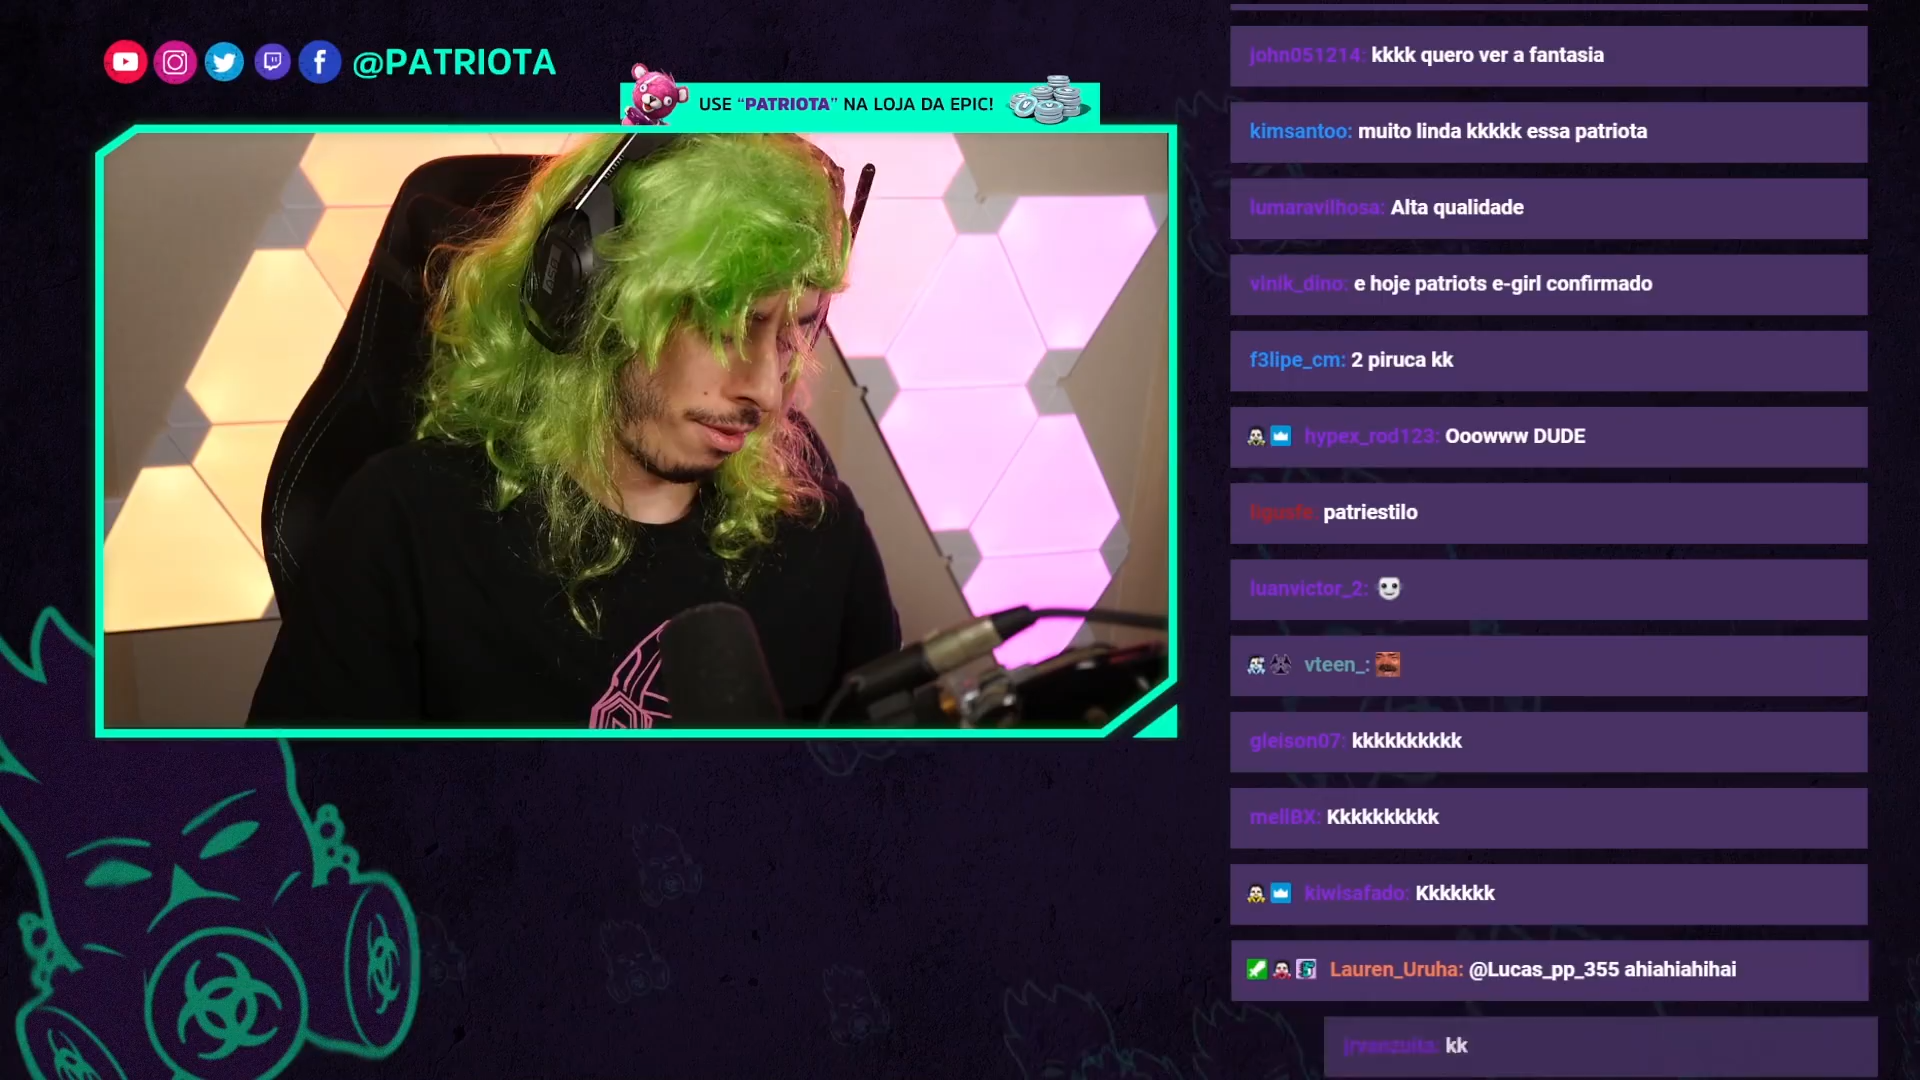 @PATRIOTA
USE “PATRIOTA” NA LOJA DA EPIC!
john051214: kkkk quero ver a fantasia
kimsantoo: muito linda kkkkk essa patriota
lumaravilhosa: Alta qualidade
vinik_dino: e hoje patriots e-girl confirmado
f3lipe_cm: 2 piruca kk
hypex_rod123: Ooowww DUDE
ligusfe: patriestilo
luanvictor_2:
vteen_:
gleison07: kkkkkkkkkk
mellBX: Kkkkkkkkkk
kiwisafado: Kkkkkkk
Lauren_Uruha: @Lucas_pp_355 ahiahiahihai
kk